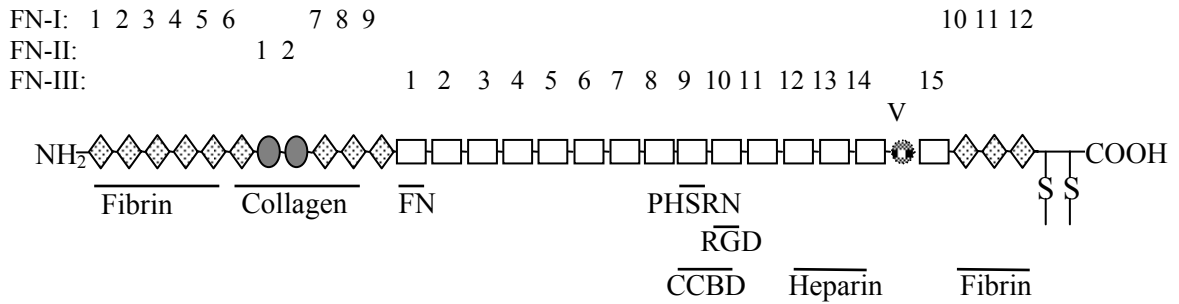 FN-I: 1 2 3 4 5 6 7 8 9 10 11 12
FN-II: 1 2
FN-III: 1 2 3 4 5 6 7 8 9 10 11 12 13 14 15
V
NH2 COOH
S S
Fibrin Collagen FN PHSRN
RGD
CCBD Heparin Fibrin